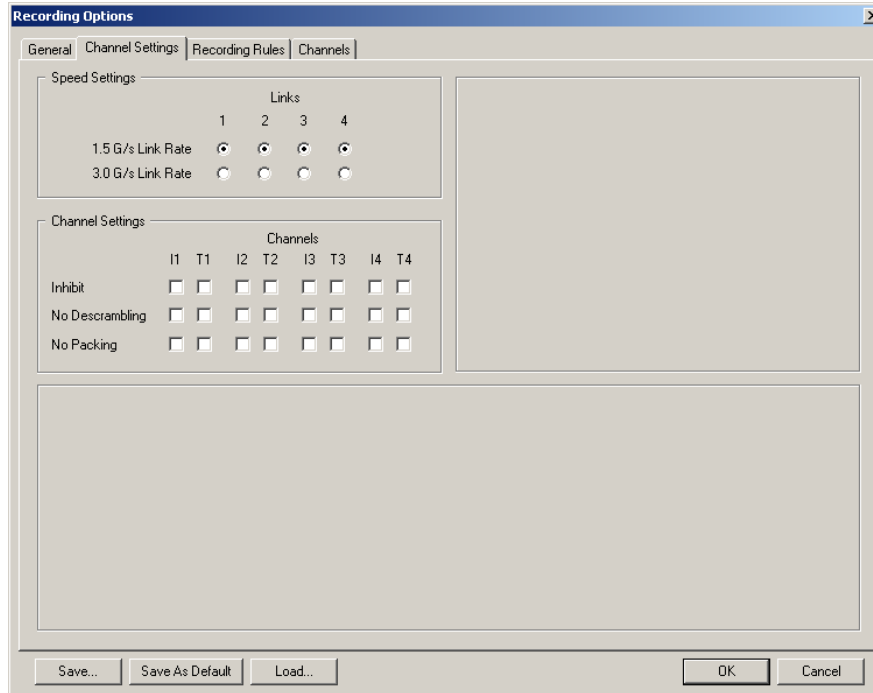 Recording Options
General Channel Settings Recording Rules Channels
Speed Settings
Links
1 2 3 4
1.5 G/s Link Rate
3.0 G/s Link Rate
Channel Settings
Channels
I1 T1 I2 T2 I3 T3 I4 T4
Inhibit
No Descrambling
No Packing
Save... Save As Default Load... OK Cancel